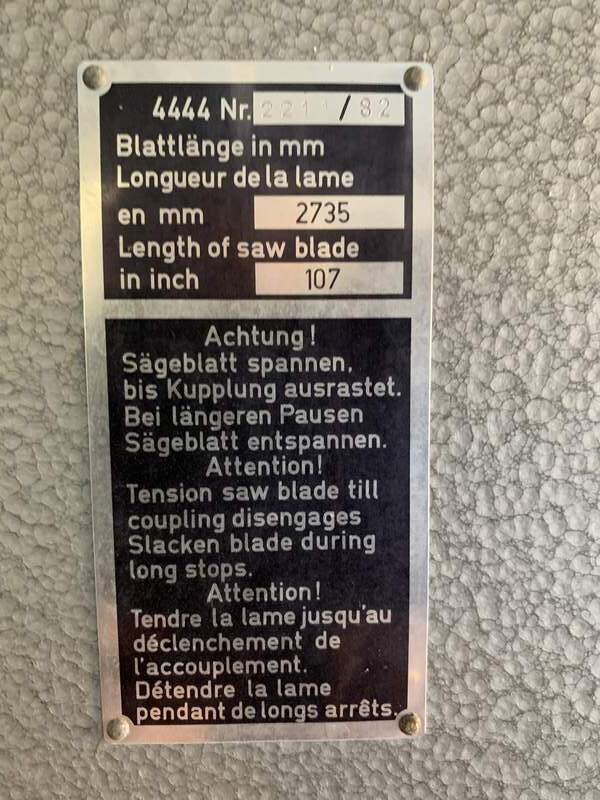 4444 Nr. 2211/82
Blattlänge in mm
Longueur de la lame
en mm 2735
Length of saw blade
in inch 107
Achtung!
Sägeblatt spannen,
bis Kupplung ausrastet.
Bei längeren Pausen
Sägeblatt entspannen.
Attention!
Tension saw blade till
coupling disengages
Slacken blade during
long stops.
Attention!
Tendre la lame jusqu'au
déclenchement de
l'accouplement.
Détendre la lame
pendant de longs arrêts.